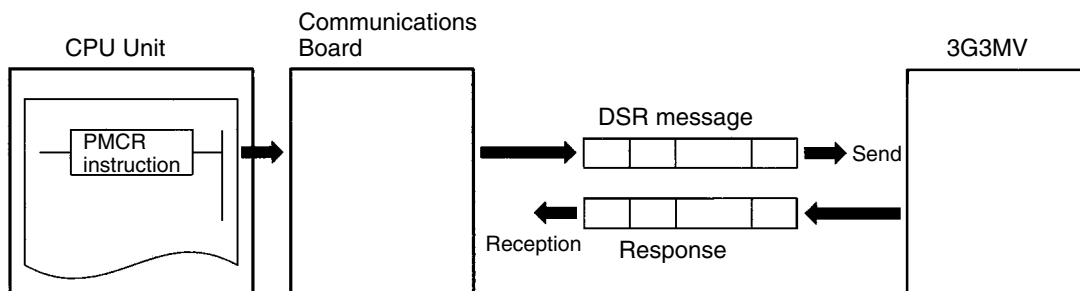 Communications
Board
CPU Unit
3G3MV
PMCR
instruction
DSR message
Send
Reception
Response